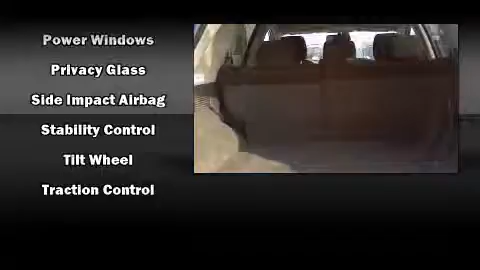 Power Windows
Privacy Glass
Side Impact Airbag
Stability Control
Tilt Wheel
Traction Control